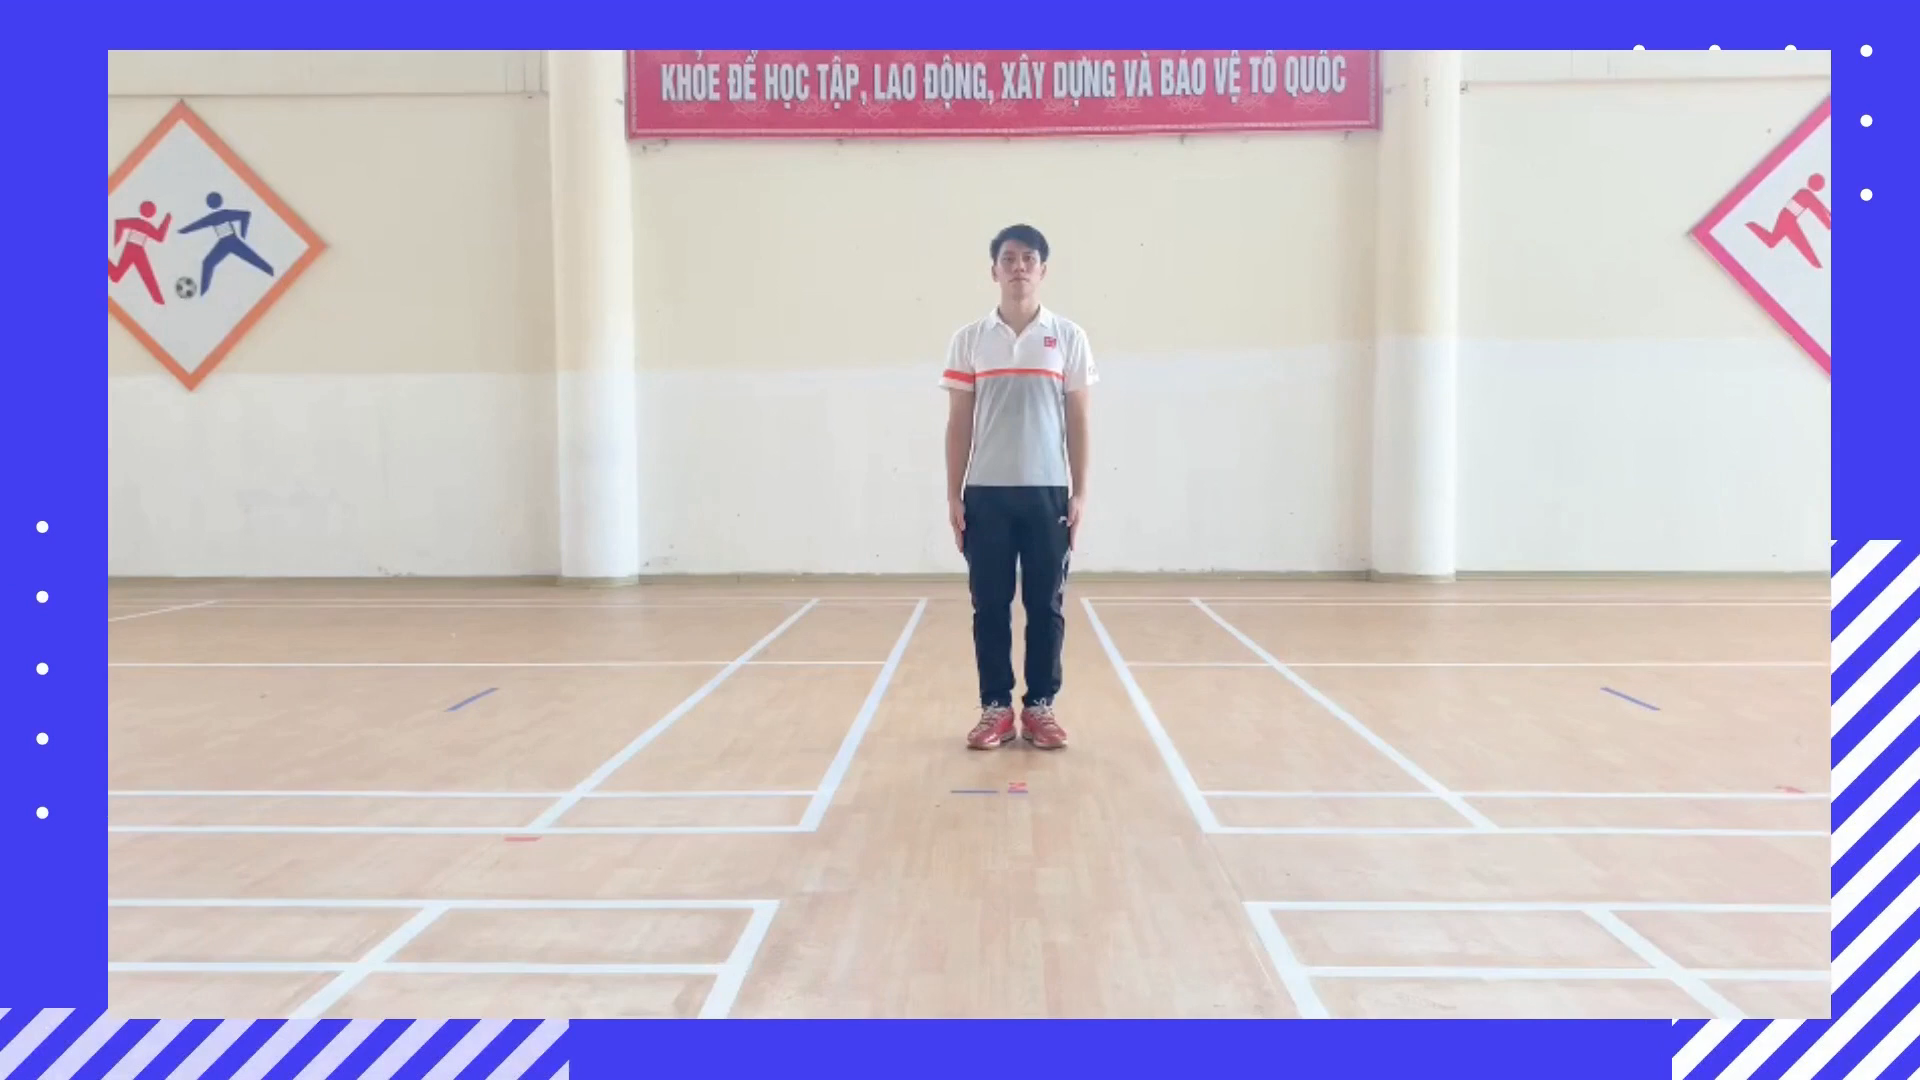 KHỎE ĐỂ HỌC TẬP, LAO ĐỘNG, XÂY DỰNG VÀ BẢO VỆ TỔ QUỐC